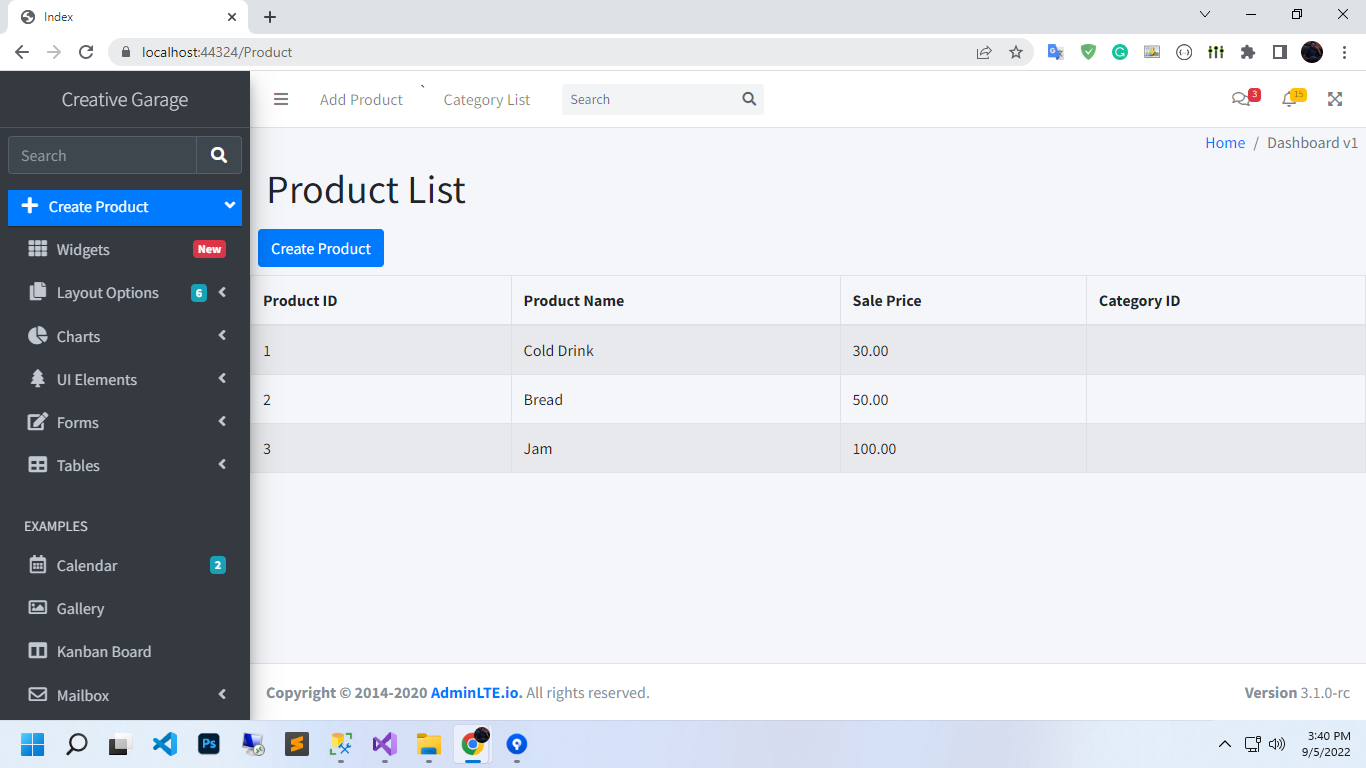 Index
localhost:44324/Product
Creative Garage
Add Product ` Category List Search 3 15
Search
Home / Dashboard v1
Product List
Create Product
Create Product
Widgets New
Layout Options 6
Charts
UI Elements
Forms
Tables
Product ID Product Name Sale Price Category ID
1 Cold Drink 30.00
2 Bread 50.00
3 Jam 100.00
EXAMPLES
Calendar 2
Gallery
Kanban Board
Mailbox
Copyright © 2014-2020 AdminLTE.io. All rights reserved. Version 3.1.0-rc
Ps
3:40 PM
9/5/2022